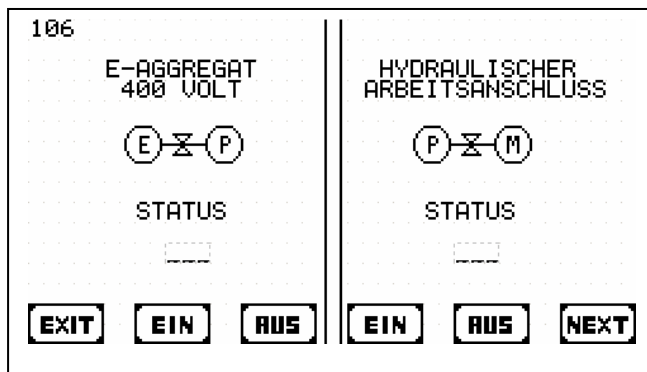 106
E-AGGREGAT
400 VOLT
E P
STATUS
---
EXIT EIN AUS
HYDRAULISCHER
ARBEITSANSCHLUSS
P M
STATUS
---
EIN AUS NEXT